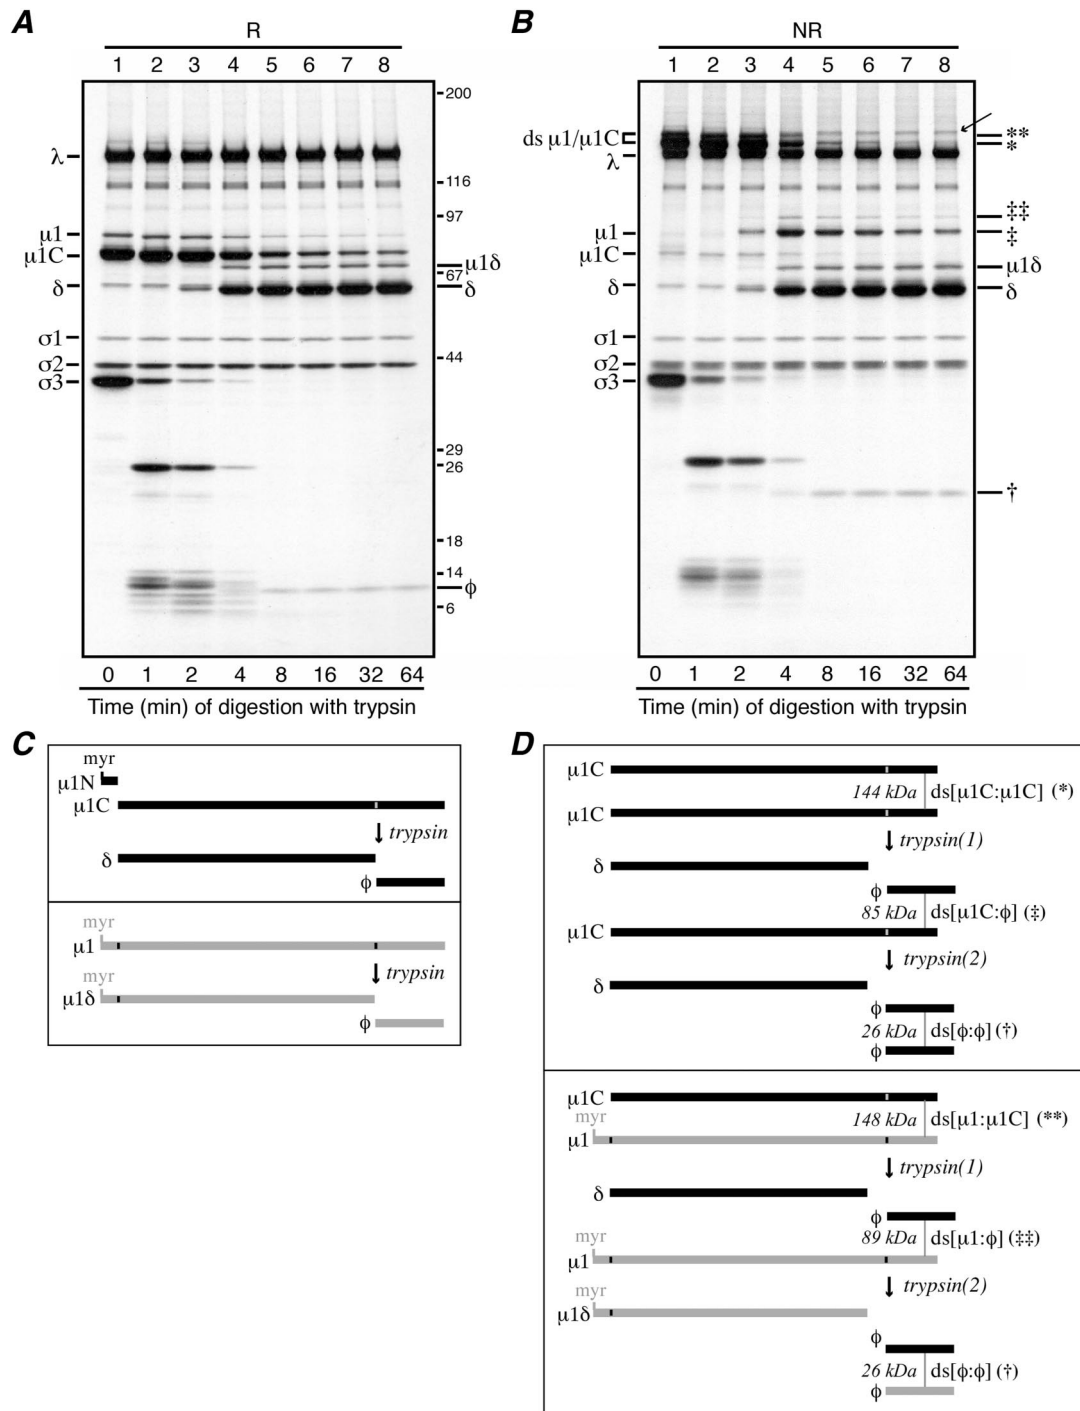 A
R
1 2 3 4 5 6 7 8
λ
μ1
μ1C
δ
σ1
σ2
σ3
200
116
97
67
μ1δ
δ
44
29
26
18
14
ϕ
6
0 1 2 4 8 16 32 64
Time (min) of digestion with trypsin
B
NR
1 2 3 4 5 6 7 8
ds μ1/μ1C
λ
μ1
μ1C
δ
σ1
σ2
σ3
**
*
‡‡
‡
μ1δ
δ
†
0 1 2 4 8 16 32 64
Time (min) of digestion with trypsin
C
myr
μ1N
μ1C
trypsin
δ
ϕ
myr
μ1
trypsin
myr
μ1δ
ϕ
D
μ1C
144 kDa ds[μ1C:μ1C] (*)
μ1C
trypsin(1)
δ
ϕ
85 kDa ds[μ1C:ϕ] (‡)
μ1C
trypsin(2)
δ
ϕ
26 kDa ds[ϕ:ϕ] (†)
ϕ
μ1C
myr
148 kDa ds[μ1:μ1C] (**)
μ1
trypsin(1)
δ
ϕ
myr
89 kDa ds[μ1:ϕ] (‡‡)
μ1
trypsin(2)
myr
μ1δ
ϕ
26 kDa ds[ϕ:ϕ] (†)
ϕ